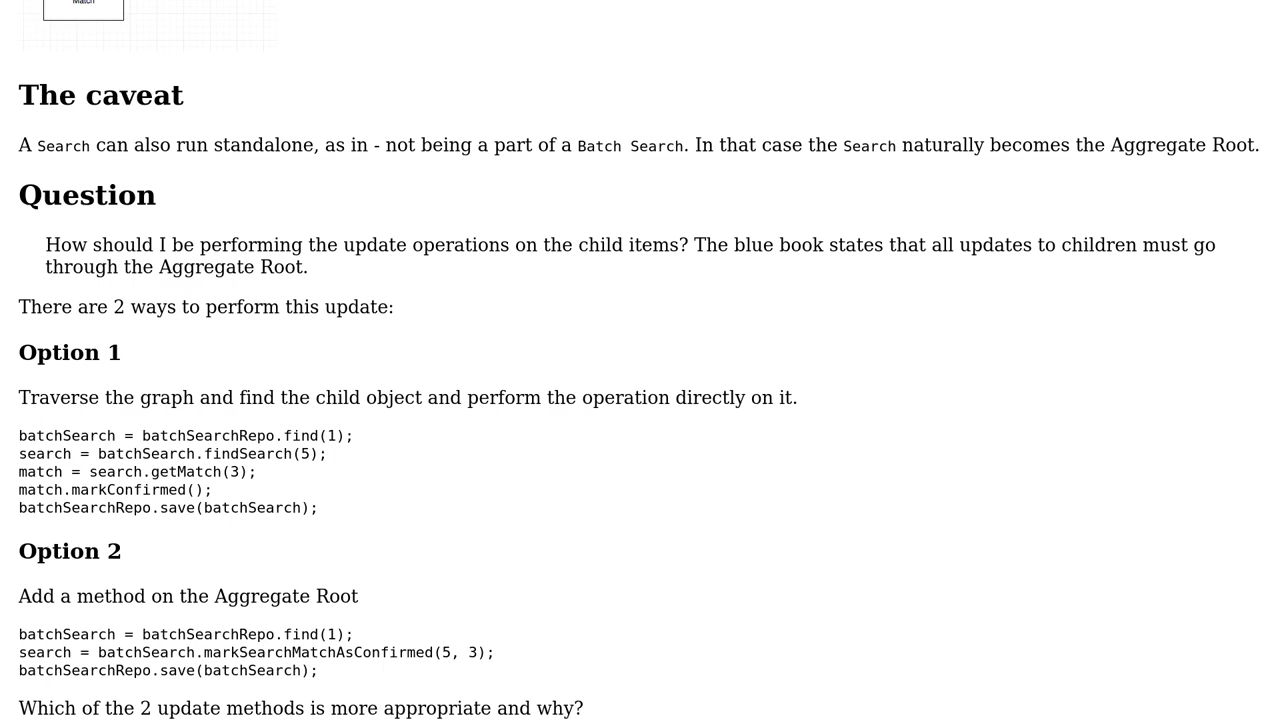 Match
The caveat
A Search can also run standalone, as in - not being a part of a Batch Search. In that case the Search naturally becomes the Aggregate Root.
Question
How should I be performing the update operations on the child items? The blue book states that all updates to children must go
through the Aggregate Root.
There are 2 ways to perform this update:
Option 1
Traverse the graph and find the child object and perform the operation directly on it.
batchSearch = batchSearchRepo.find(1);
search = batchSearch.findSearch(5);
match = search.getMatch(3);
match.markConfirmed();
batchSearchRepo.save(batchSearch);
Option 2
Add a method on the Aggregate Root
batchSearch = batchSearchRepo.find(1);
search = batchSearch.markSearchMatchAsConfirmed(5, 3);
batchSearchRepo.save(batchSearch);
Which of the 2 update methods is more appropriate and why?